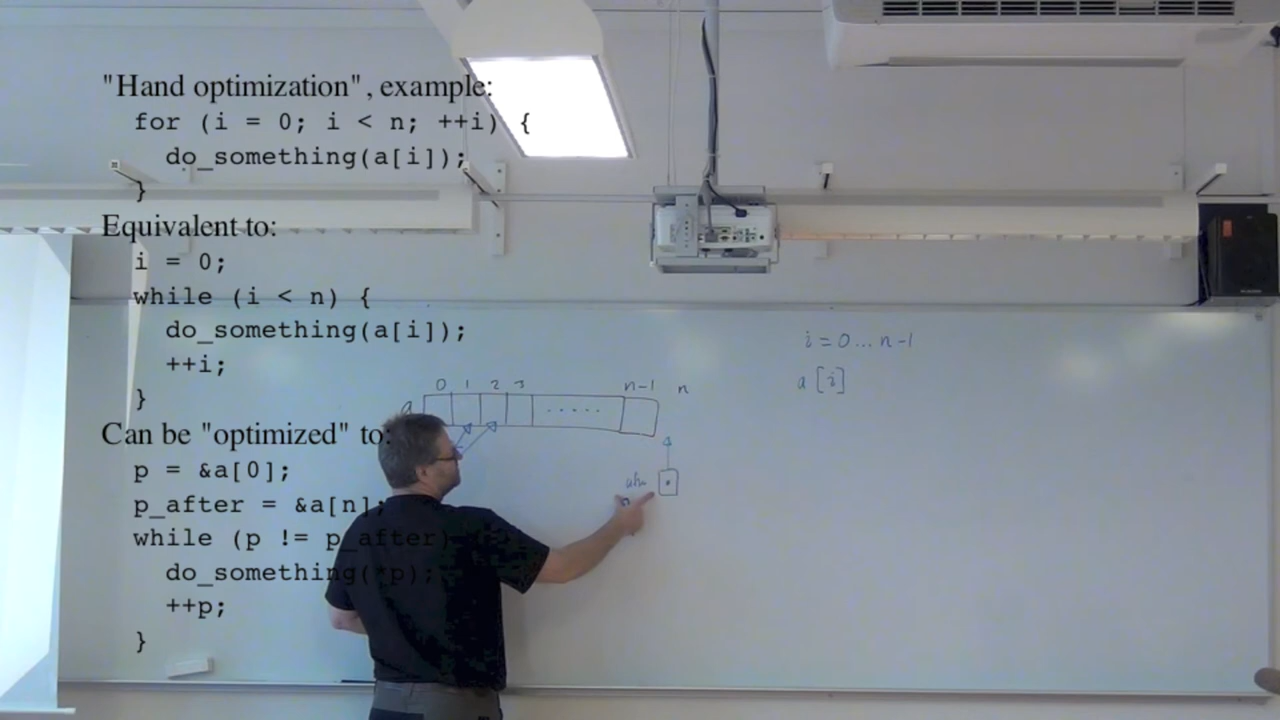 "Hand optimization", example:
for (i = 0; i < n; ++i) {
do_something(a[i]);
}
Equivalent to:
i = 0;
while (i < n) {
do_something(a[i]);
++i;
}
Can be "optimized" to:
p = &a[0];
p_after = &a[n];
while (p != p_after)
do_something(*p);
++p;
}
0 1 2 3 n-1 n
a .....
i = 0 ... n-1
a [i]